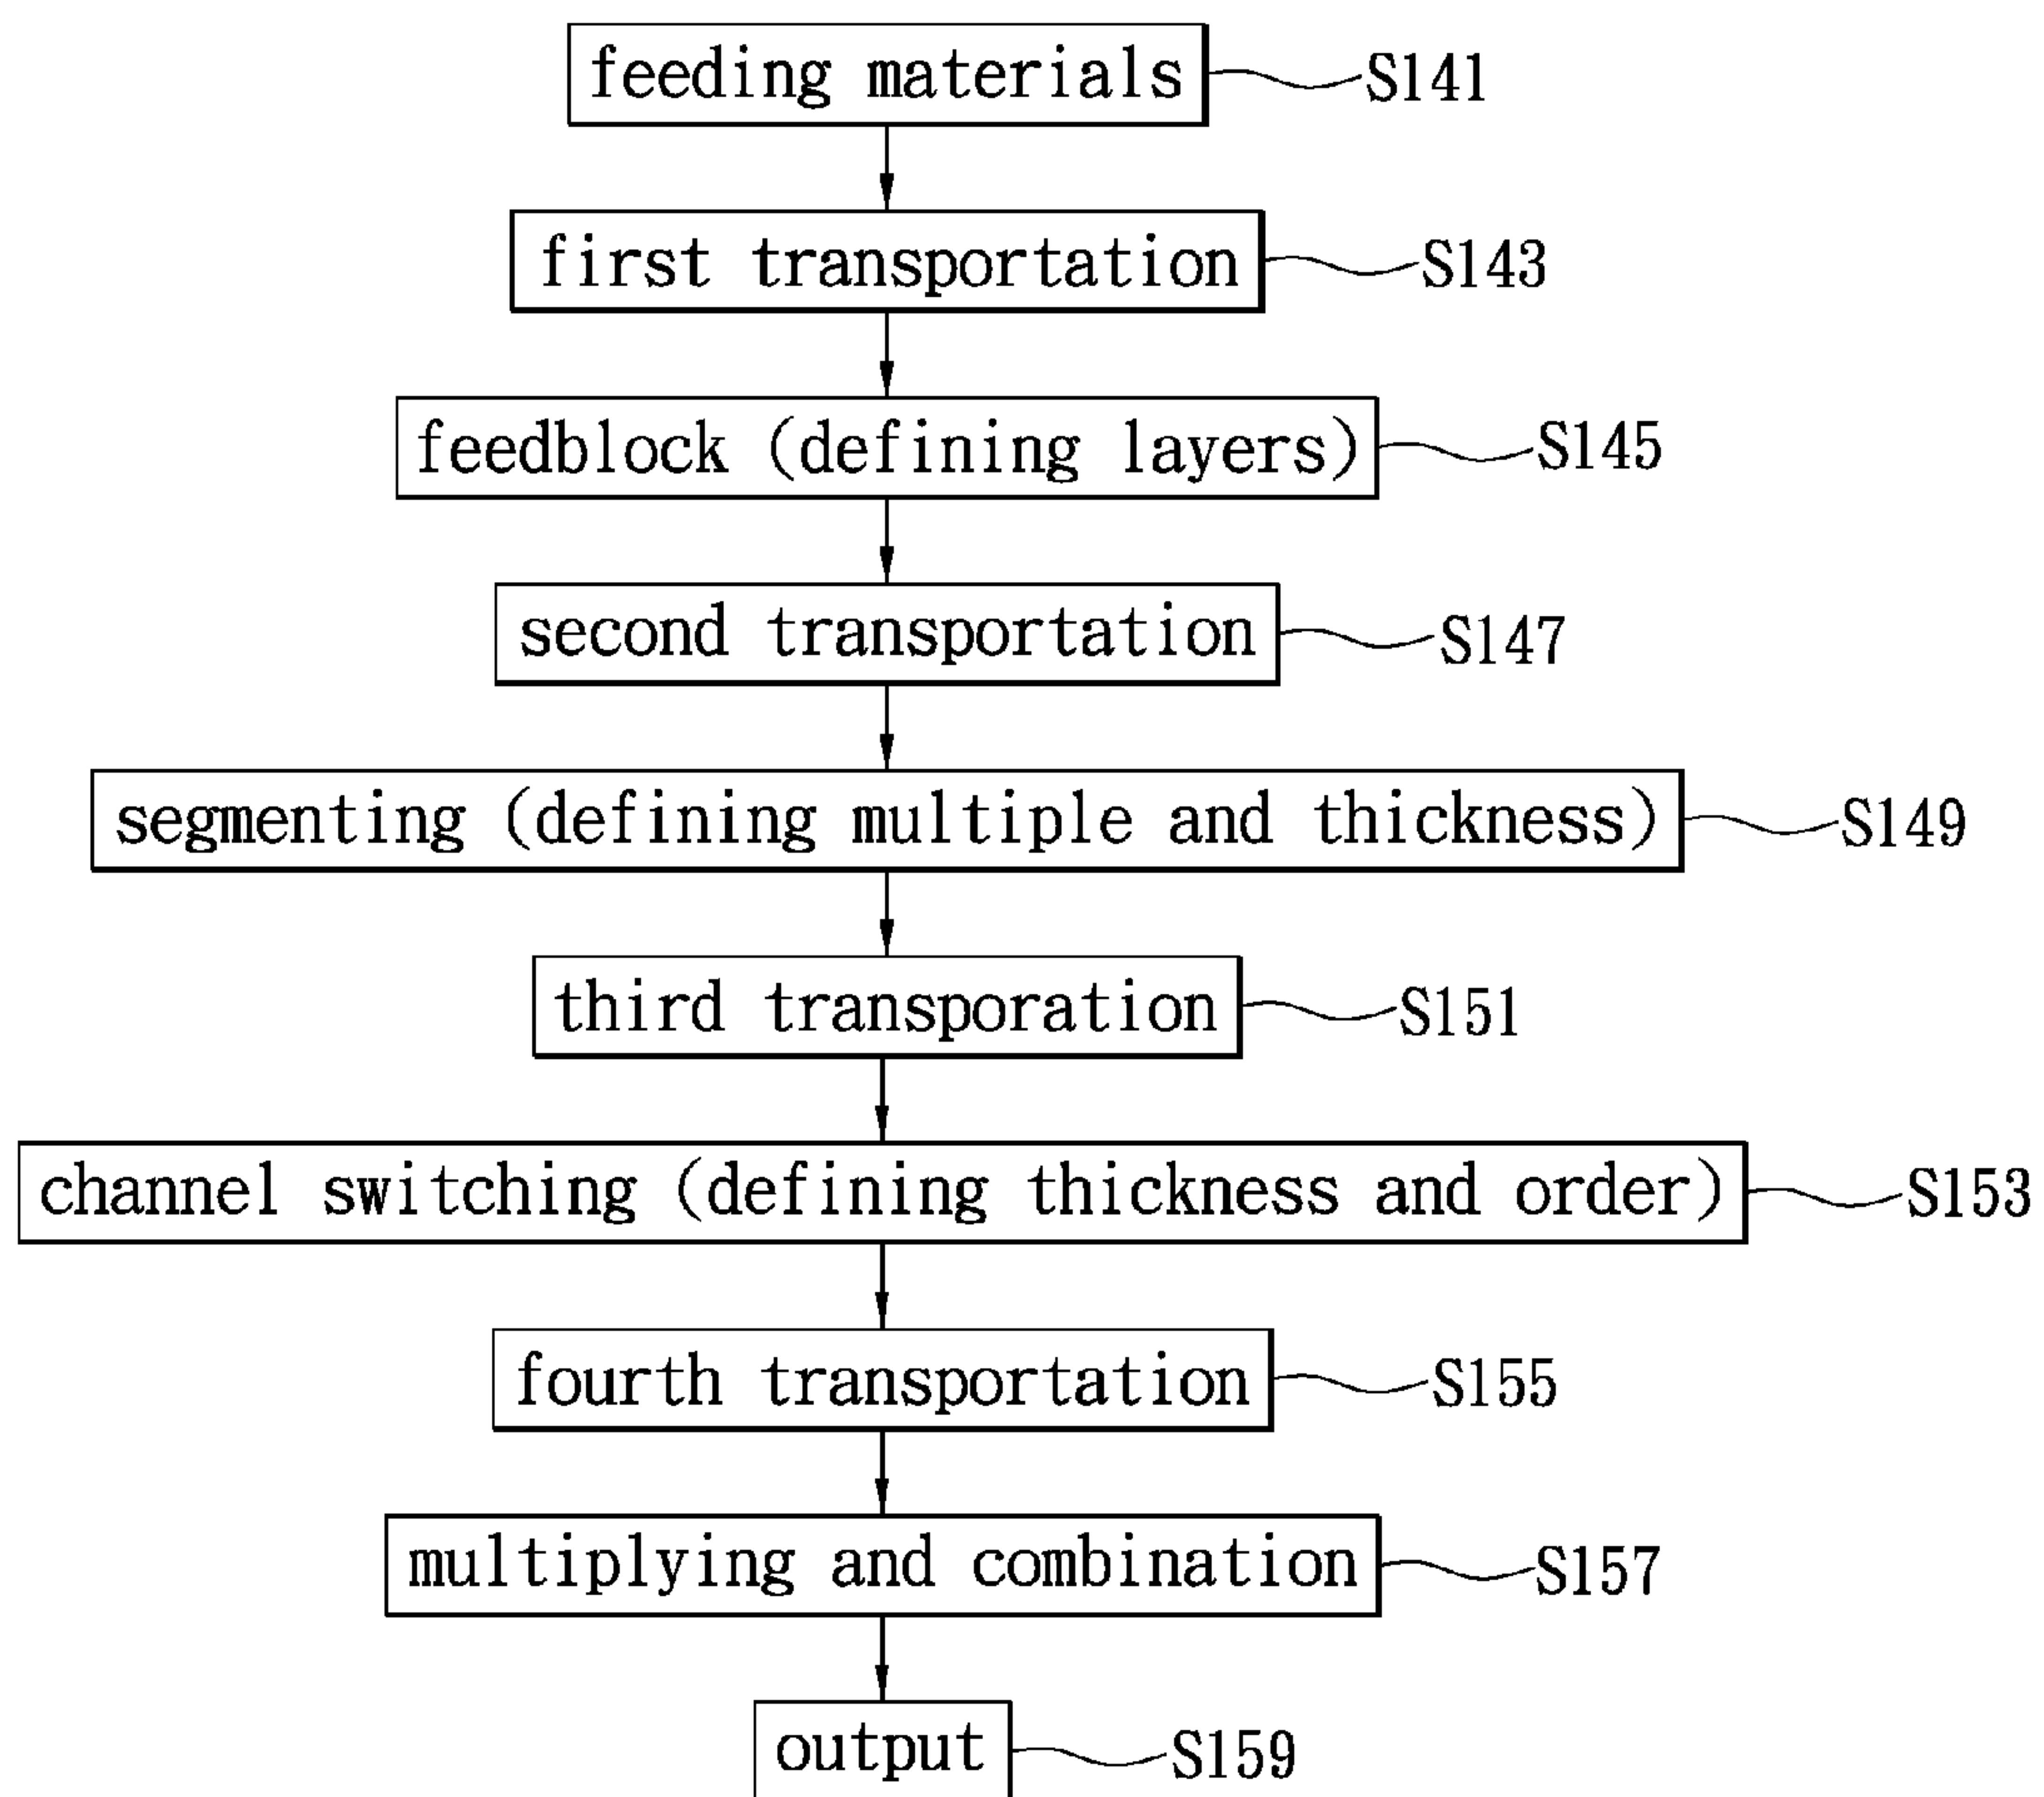 feeding materials S141
first transportation S143
feedblock (defining layers) S145
second transportation S147
segmenting (defining multiple and thickness) S149
third transporation S151
channel switching (defining thickness and order) S153
fourth transportation S155
multiplying and combination S157
output S159